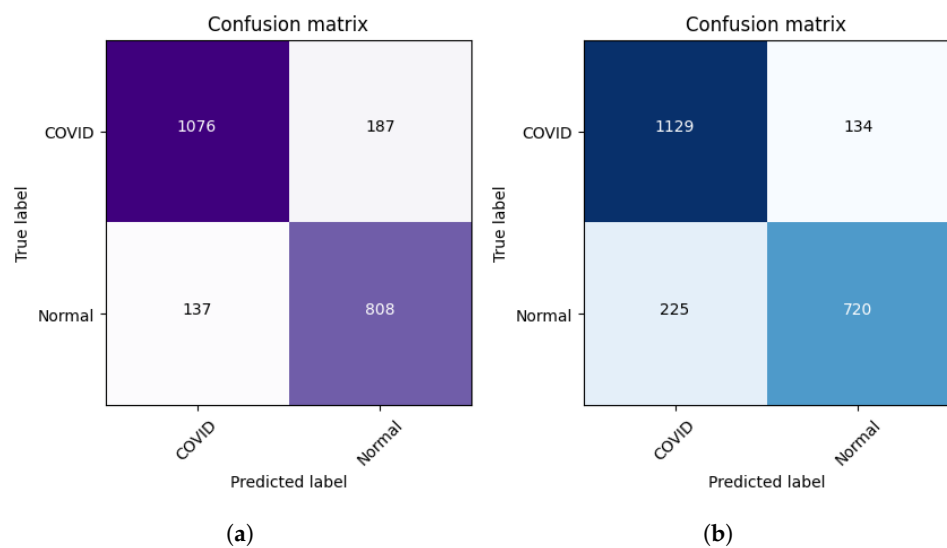 Confusion matrix
True label
COVID
1076
187
Normal
137
808
COVID
Normal
Predicted label
(a)
Confusion matrix
True label
COVID
1129
134
Normal
225
720
COVID
Normal
Predicted label
(b)